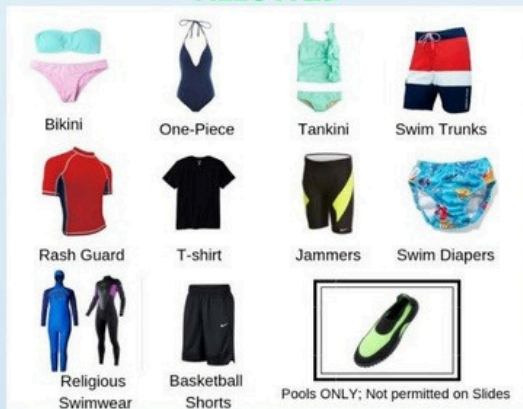 Bikini
One-Piece
Tankini
Swim Trunks
Rash Guard
T-shirt
Jammers
Swim Diapers
Religious
Swimwear
Basketball
Shorts
Pools ONLY; Not permitted on Slides